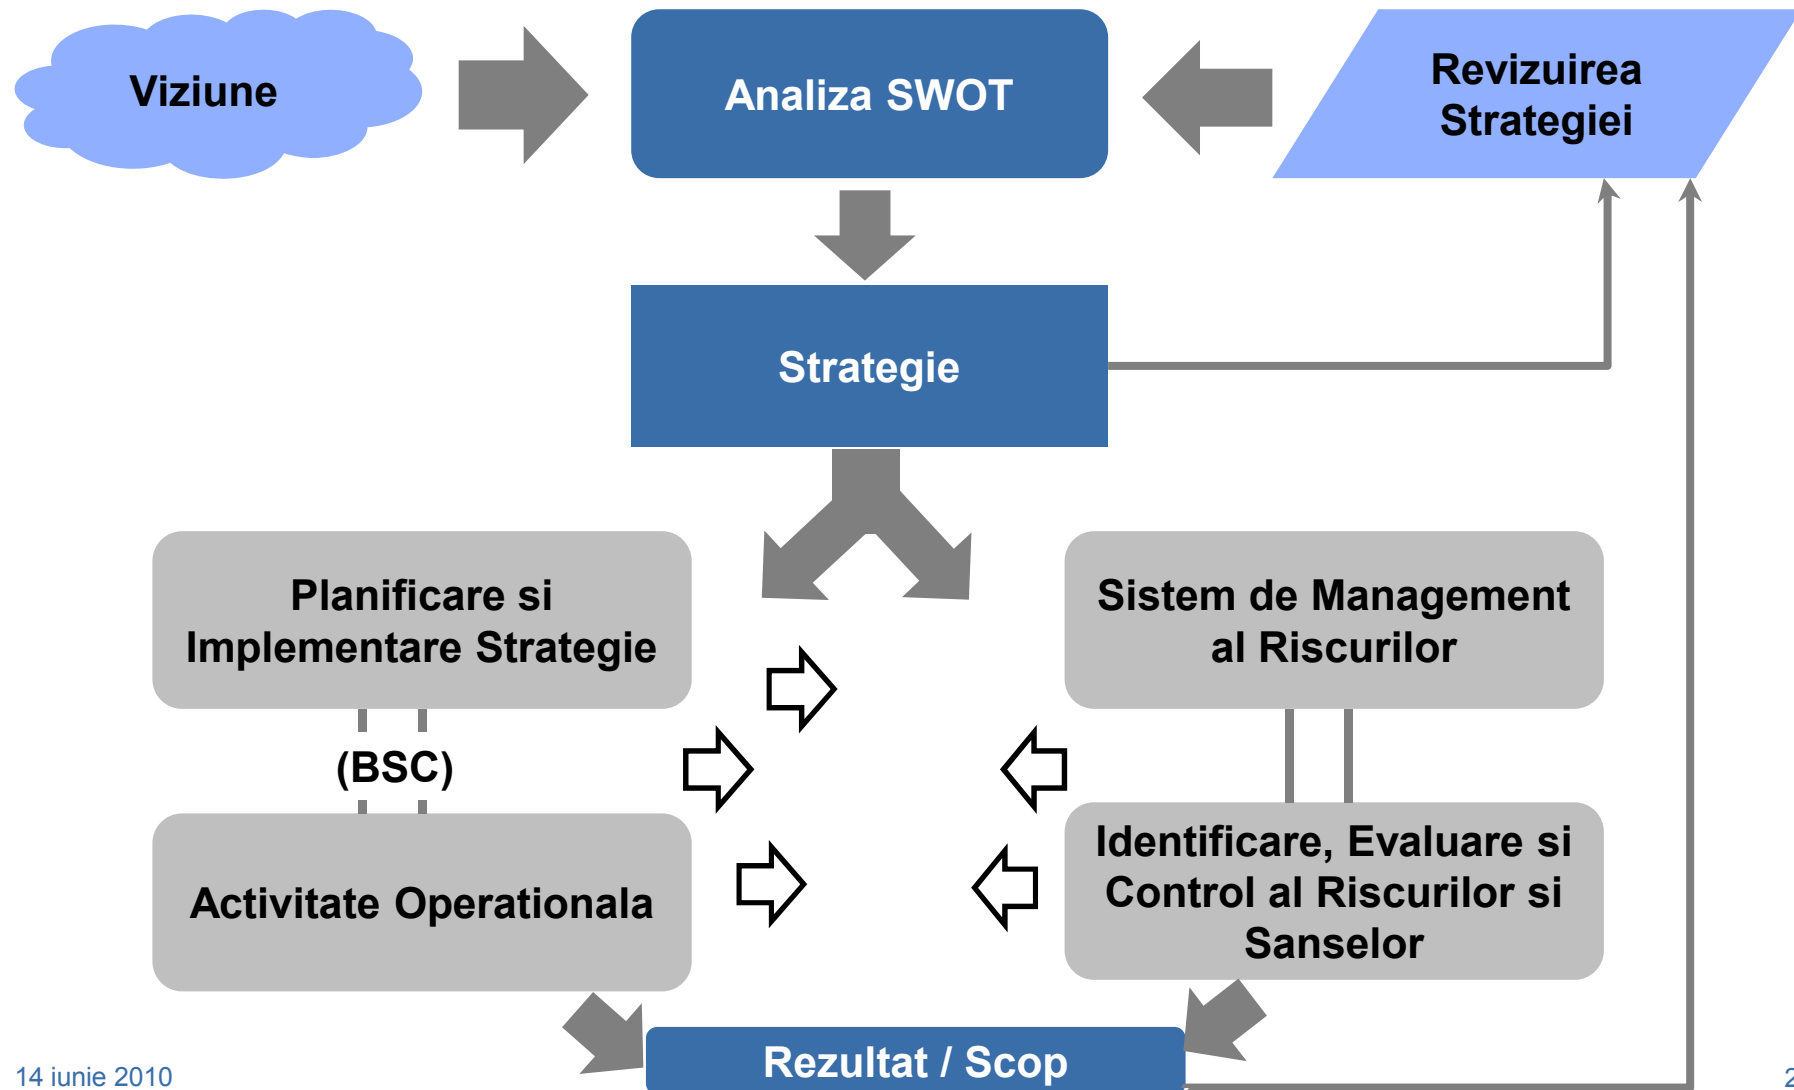 Viziune
Analiza SWOT
Revizuirea
Strategiei
Strategie
Planificare si
Implementare Strategie
Sistem de Management
al Riscurilor
(BSC)
Activitate Operationala
Identificare, Evaluare si
Control al Riscurilor si
Sanselor
Rezultat / Scop
14 iunie 2010